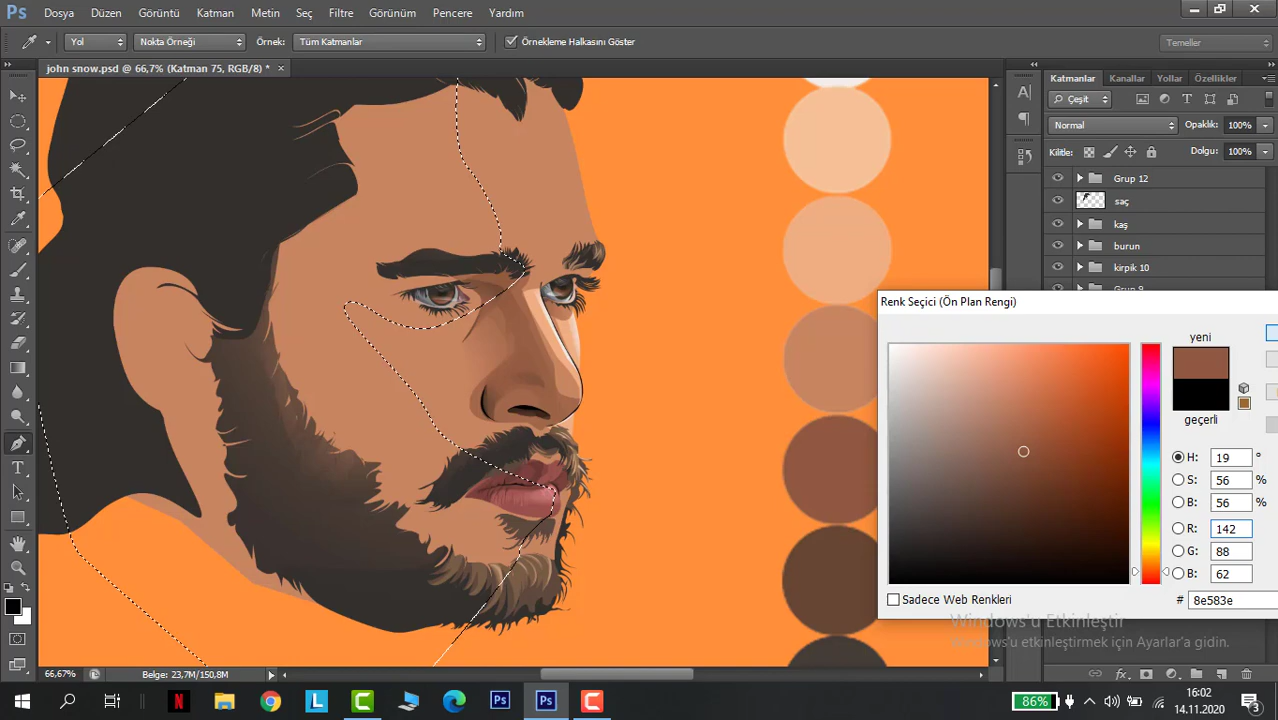 Ps Dosya Düzen Görüntü Katman Metin Seç Filtre Görünüm Pencere Yardım
Yol Nokta Örneği Örnek: Tüm Katmanlar Örnekleme Halkasını Göster Temeller
john snow.psd @ 66,7% (Katman 75, RGB/8) * ×
Katmanlar Kanallar Yollar Özellikler
Çeşit
Normal Opaklık: 100%
Kilitle: Dolgu: 100%
Grup 12
saç
kaş
burun
kirpik 10
Grup 9
Renk Seçici (Ön Plan Rengi)
yeni
geçerli
H: 19 °
S: 56 %
B: 56 %
R: 142
G: 88
B: 62
Sadece Web Renkleri # 8e583e
Windows'u Etkinleştir
Windows'u etkinleştirmek için Ayarlar'a gidin.
66,67% Belge: 23,7M/150,8M
86% 16:02
14.11.2020
3